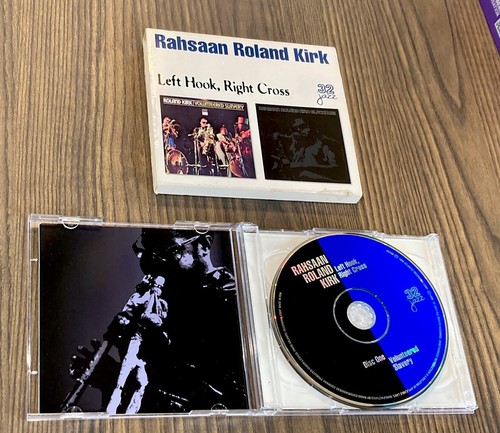 Rahsaan Roland Kirk
Left Hook, Right Cross
32
jazz
ROLAND KIRK/VOLUNTEERED SLAVERY
RAHSAAN
ROLAND
KIRK
Left Hook,
Right Cross
32
jazz
Disc One
Volunteered
Slavery